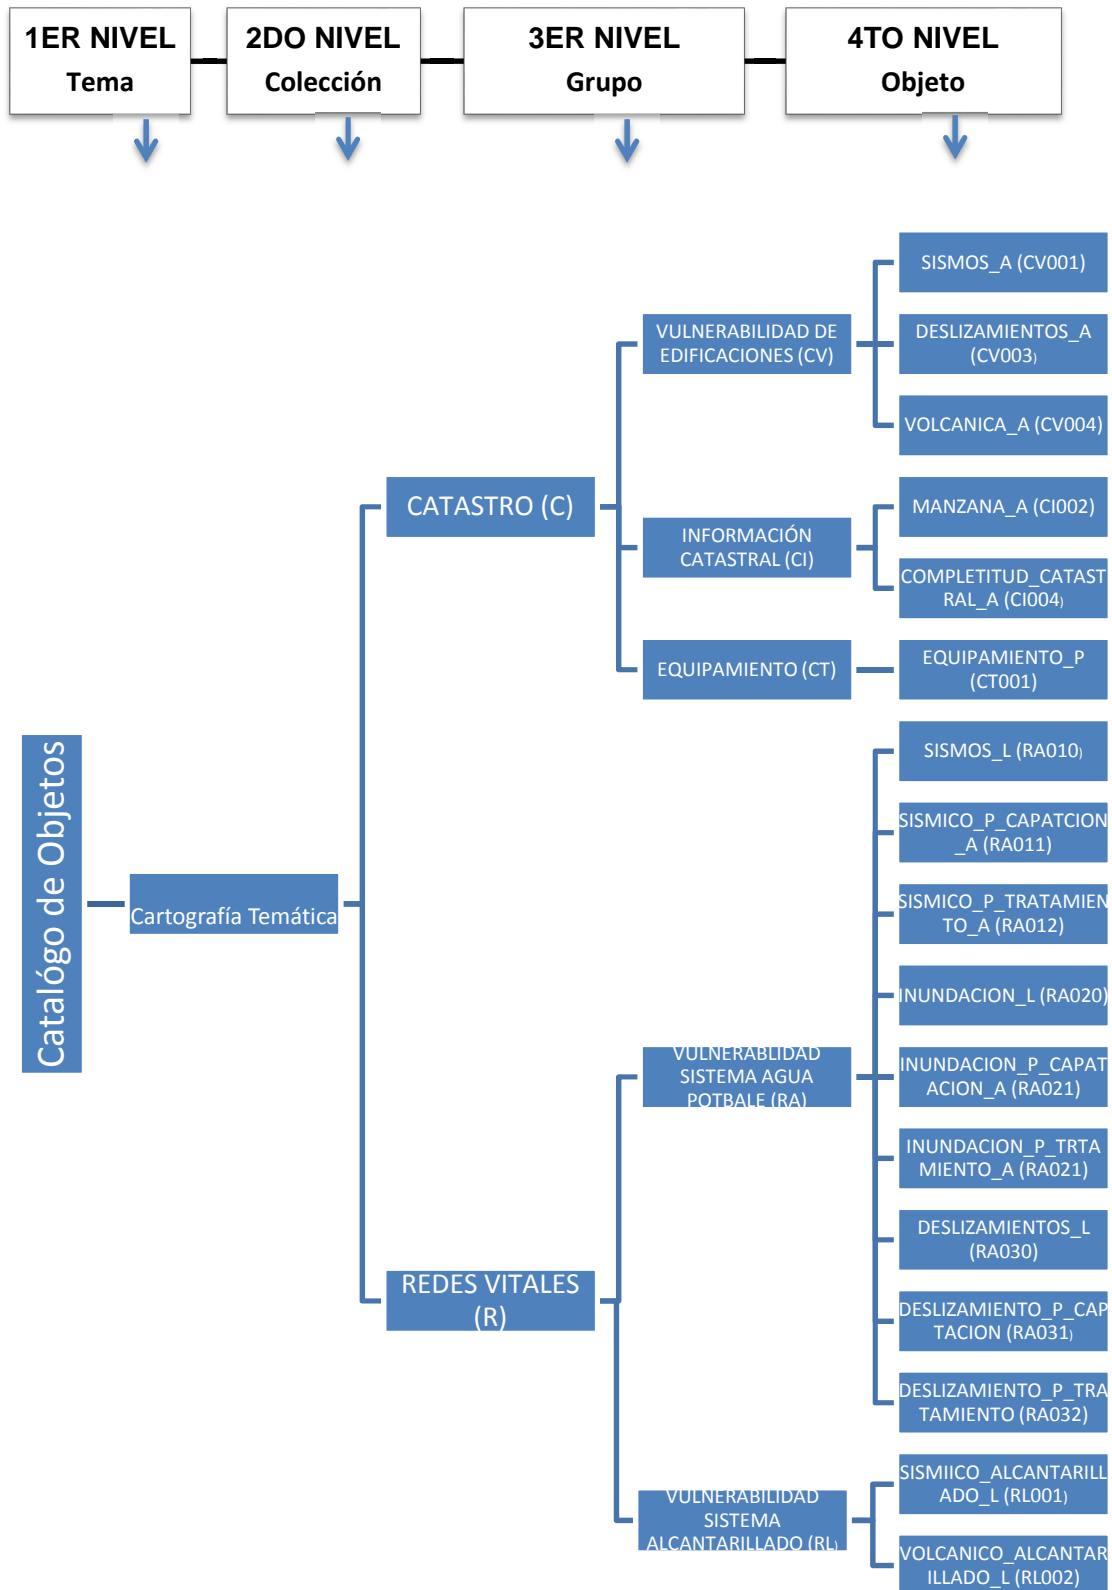 1ER NIVEL
Tema
2DO NIVEL
Colección
3ER NIVEL
Grupo
4TO NIVEL
Objeto
Catalógo de Objetos
Cartografía Temática
CATASTRO (C)
VULNERABILIDAD DE
EDIFICACIONES (CV)
SISMOS_A (CV001)
DESLIZAMIENTOS_A
(CV003)
VOLCANICA_A (CV004)
INFORMACIÓN
CATASTRAL (CI)
MANZANA_A (CI002)
COMPLETITUD_CATAST
RAL_A (CI004)
EQUIPAMIENTO (CT)
EQUIPAMIENTO_P
(CT001)
REDES VITALES
(R)
VULNERABLIDAD
SISTEMA AGUA
POTBALE (RA)
SISMOS_L (RA010)
SISMICO_P_CAPATCION
_A (RA011)
SISMICO_P_TRATAMIEN
TO_A (RA012)
INUNDACION_L (RA020)
INUNDACION_P_CAPAT
ACION_A (RA021)
INUNDACION_P_TRTA
MIENTO_A (RA021)
DESLIZAMIENTOS_L
(RA030)
DESLIZAMIENTO_P_CAP
TACION (RA031)
DESLIZAMIENTO_P_TRA
TAMIENTO (RA032)
VULNERABILIDAD
SISTEMA
ALCANTARILLADO (RL)
SISMIICO_ALCANTARILL
ADO_L (RL001)
VOLCANICO_ALCANTAR
ILLADO_L (RL002)